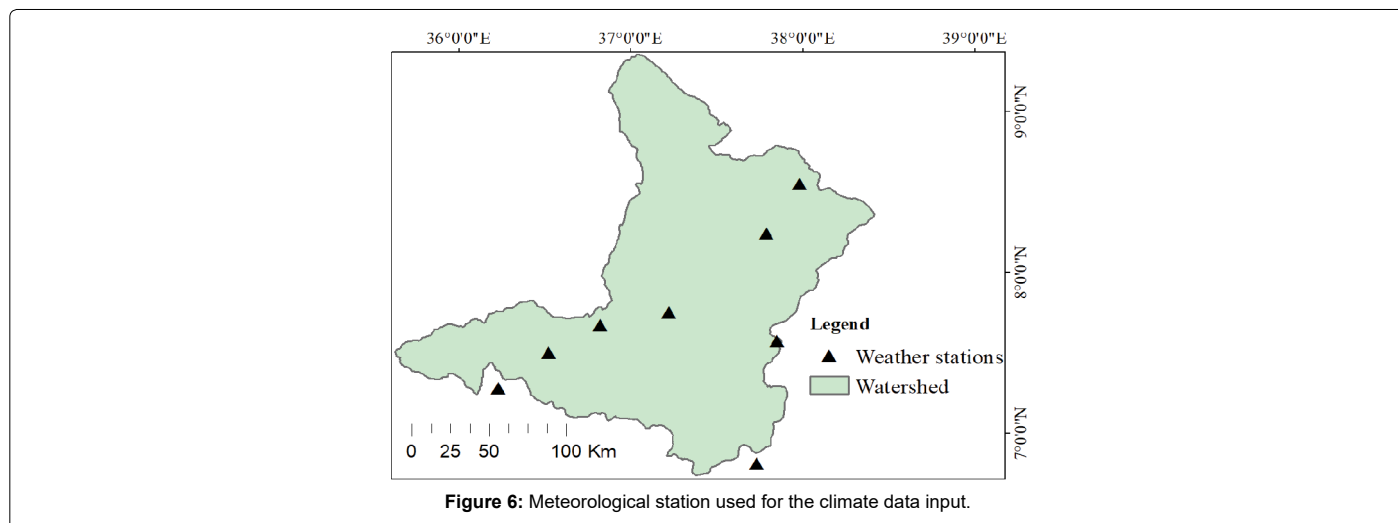 36°0'0"E 37°0'0"E 38°0'0"E 39°0'0"E
9°0'0"N
8°0'0"N
7°0'0"N
Legend
Weather stations
Watershed
0 25 50 100 Km
Figure 6: Meteorological station used for the climate data input.